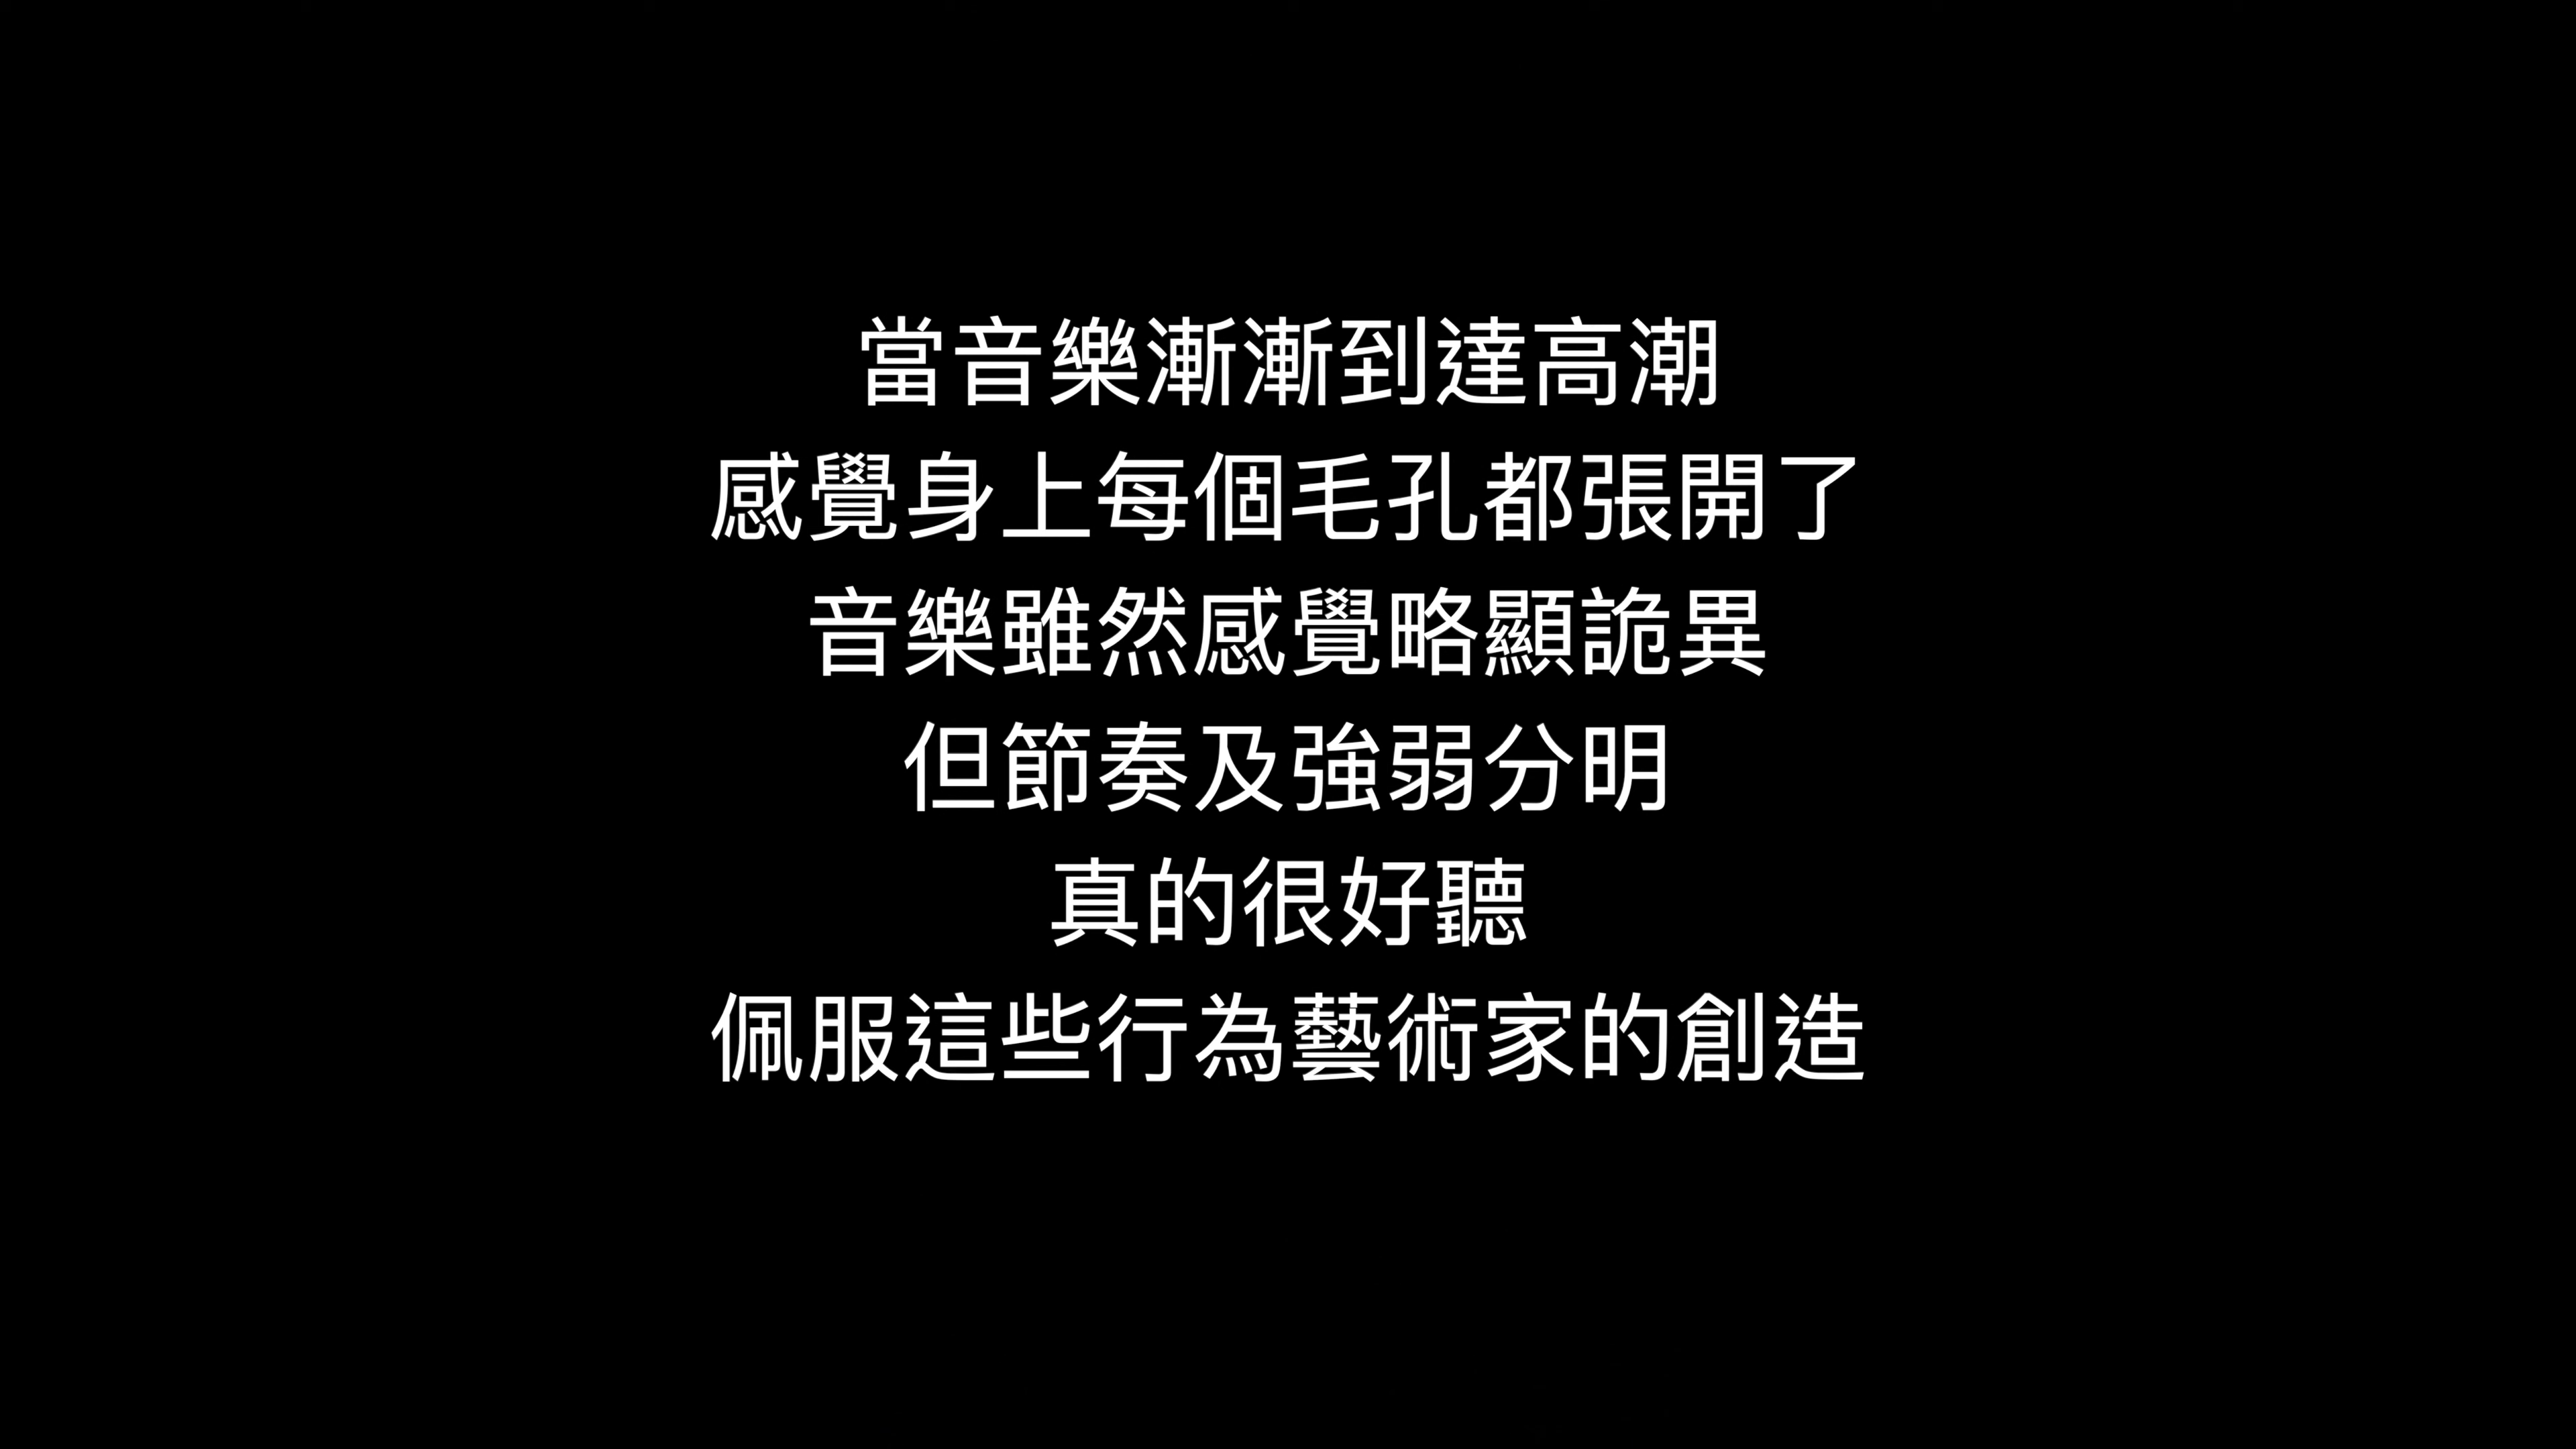 當音樂漸漸到達高潮
感覺身上每個毛孔都張開了
音樂雖然感覺略顯詭異
但節奏及強弱分明
真的很好聽
佩服這些行為藝術家的創造